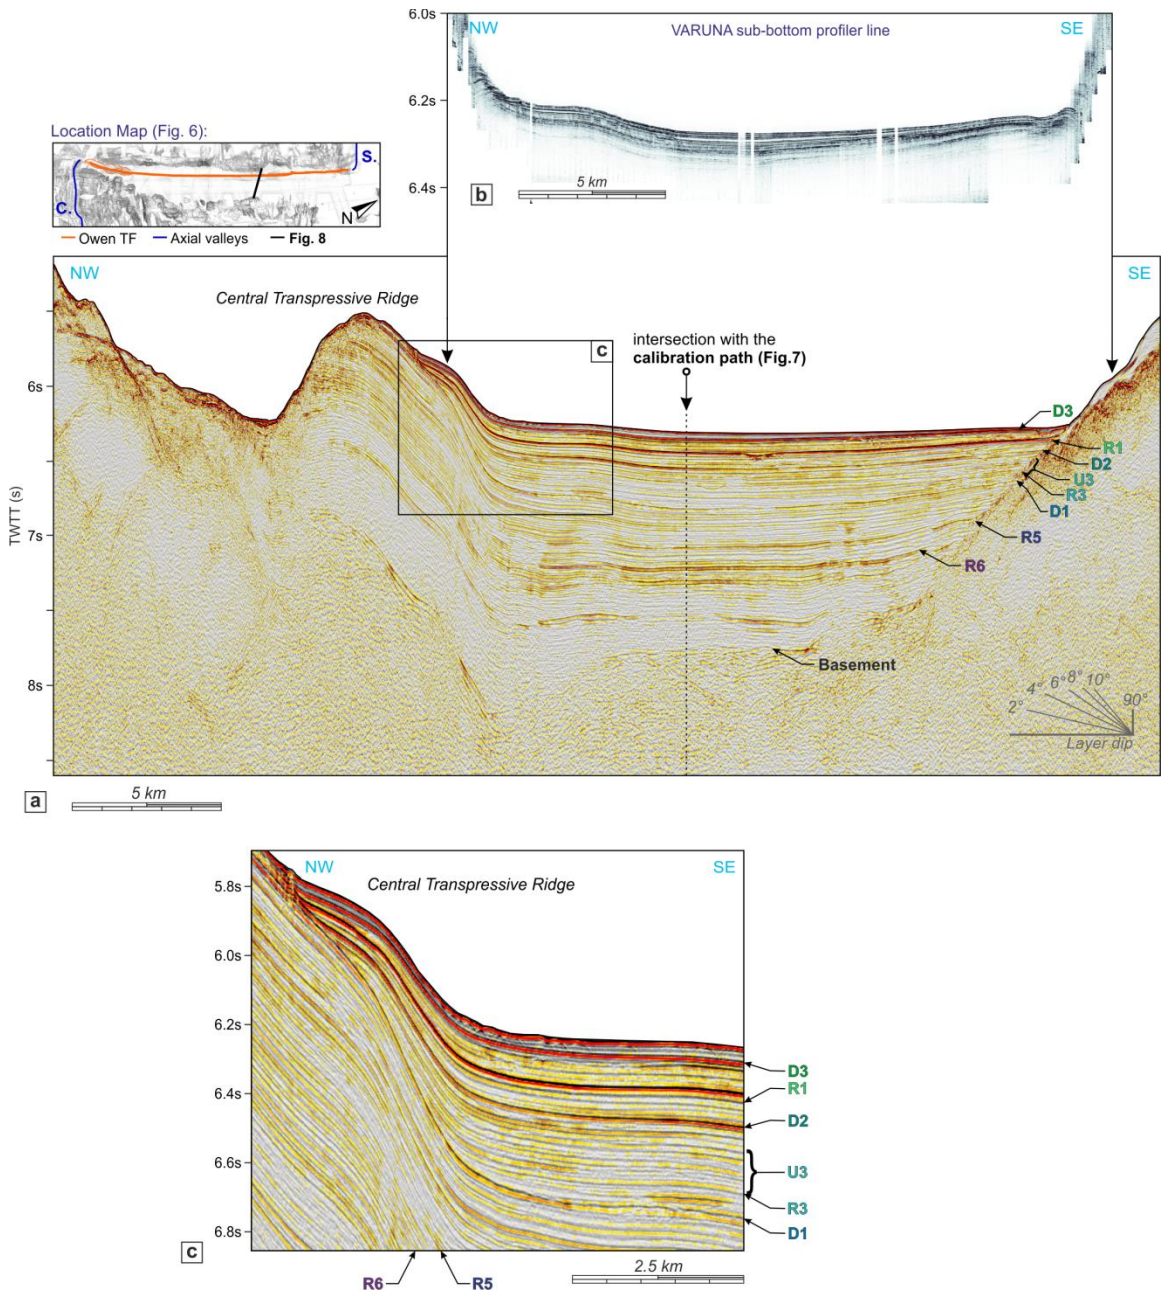 6.0s
NW
VARUNA sub-bottom profiler line
SE
6.2s
6.4s
5 km
b
Location Map (Fig. 6):
S.
C.
N
Owen TF
Axial valleys
Fig. 8
NW
Central Transpressive Ridge
SE
c
intersection with the
calibration path (Fig.7)
6s
D3
R1
D2
U3
R3
D1
TWTT (s)
7s
R5
R6
Basement
8s
2°
4°
6°
8°
10°
90°
Layer dip
a
5 km
NW
SE
Central Transpressive Ridge
5.8s
6.0s
6.2s
6.4s
6.6s
6.8s
D3
R1
D2
U3
R3
D1
c
R6
R5
2.5 km